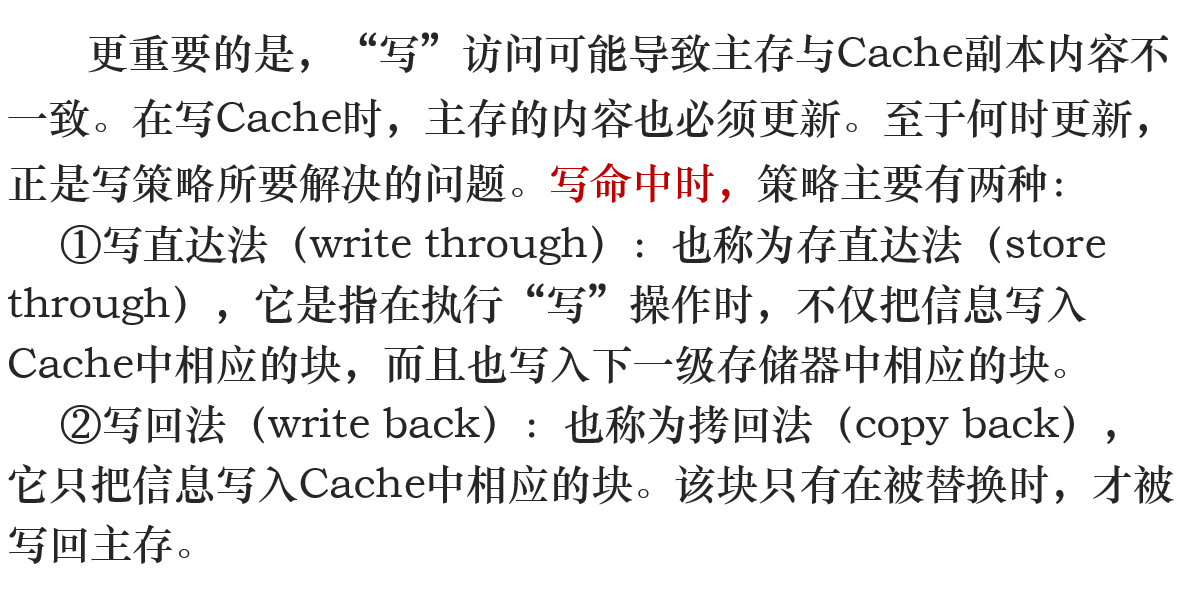 更重要的是，“写”访问可能导致主存与Cache副本内容不
一致。在写Cache时，主存的内容也必须更新。至于何时更新，
正是写策略所要解决的问题。写命中时，策略主要有两种：
①写直达法（write through）：也称为存直达法（store
through），它是指在执行“写”操作时，不仅把信息写入
Cache中相应的块，而且也写入下一级存储器中相应的块。
②写回法（write back）：也称为拷回法（copy back），
它只把信息写入Cache中相应的块。该块只有在被替换时，才被
写回主存。